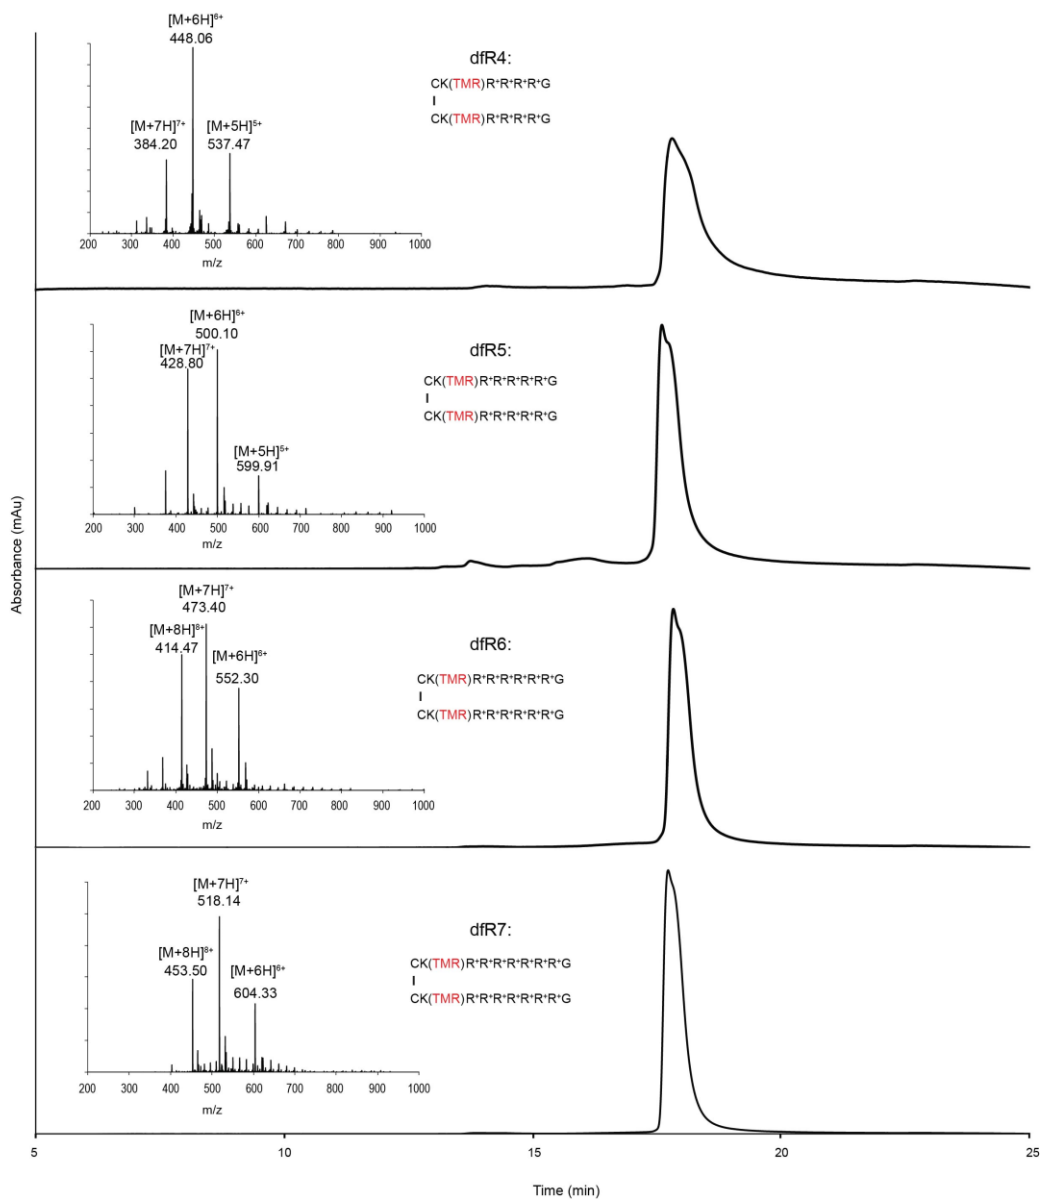 [M+6H]⁶⁺
448.06
[M+7H]⁷⁺
384.20
[M+5H]⁵⁺
537.47
200 300 400 500 600 700 800 900 1000
m/z
dfR4:
CK(TMR)R⁺R⁺R⁺R⁺G
CK(TMR)R⁺R⁺R⁺R⁺G
[M+6H]⁶⁺
500.10
[M+7H]⁷⁺
428.80
[M+5H]⁵⁺
599.91
200 300 400 500 600 700 800 900 1000
m/z
dfR5:
CK(TMR)R⁺R⁺R⁺R⁺R⁺G
CK(TMR)R⁺R⁺R⁺R⁺R⁺G
Absorbance (mAu)
[M+7H]⁷⁺
473.40
[M+8H]⁸⁺
414.47
[M+6H]⁶⁺
552.30
200 300 400 500 600 700 800 900 1000
m/z
dfR6:
CK(TMR)R⁺R⁺R⁺R⁺R⁺R⁺G
CK(TMR)R⁺R⁺R⁺R⁺R⁺R⁺G
[M+7H]⁷⁺
518.14
[M+8H]⁸⁺
453.50
[M+6H]⁶⁺
604.33
200 300 400 500 600 700 800 900 1000
m/z
dfR7:
CK(TMR)R⁺R⁺R⁺R⁺R⁺R⁺R⁺G
CK(TMR)R⁺R⁺R⁺R⁺R⁺R⁺R⁺G
5 10 15 20 25
Time (min)